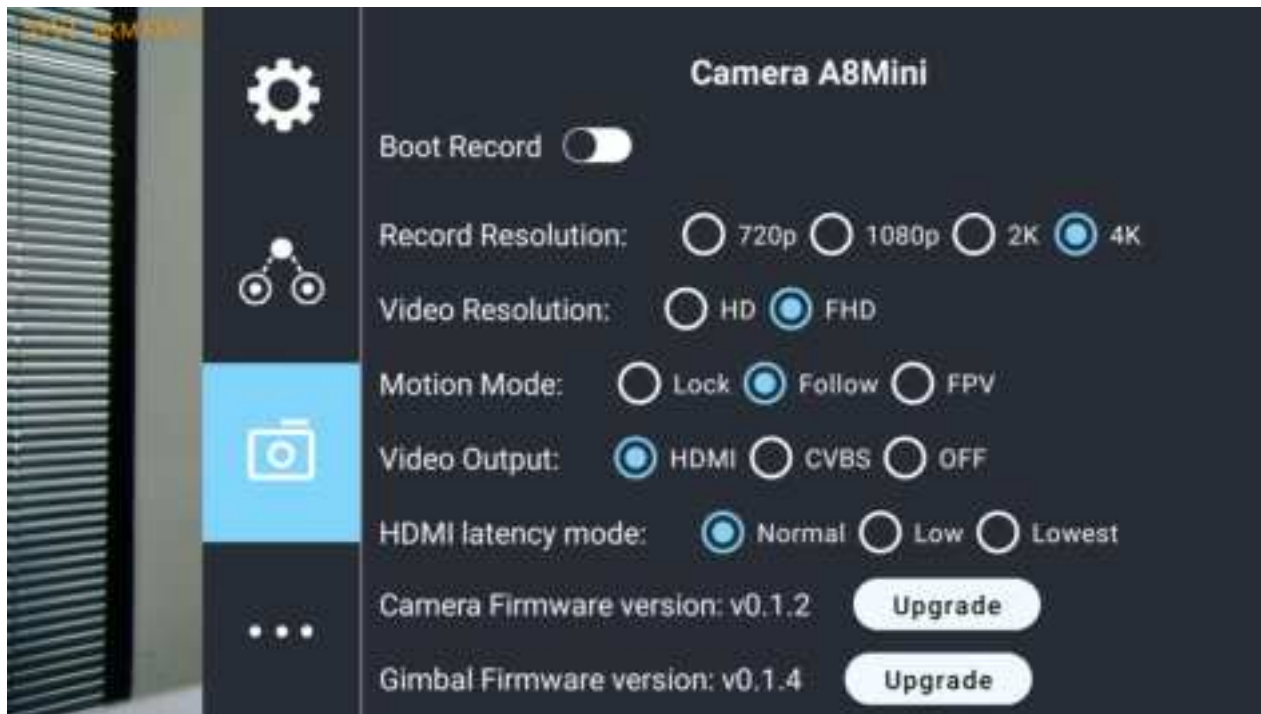 Camera A8Mini
Boot Record
Record Resolution: 720p 1080p 2K 4K
Video Resolution: HD FHD
Motion Mode: Lock Follow FPV
Video Output: HDMI CVBS OFF
HDMI latency mode: Normal Low Lowest
Camera Firmware version: v0.1.2 Upgrade
Gimbal Firmware version: v0.1.4 Upgrade